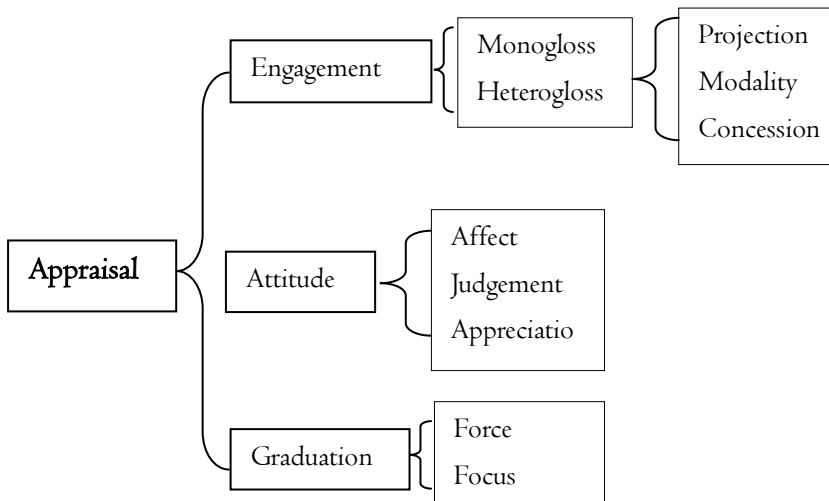 Engagement
Monogloss
Heterogloss
Projection
Modality
Concession
Appraisal
Attitude
Affect
Judgement
Appreciatio
Graduation
Force
Focus